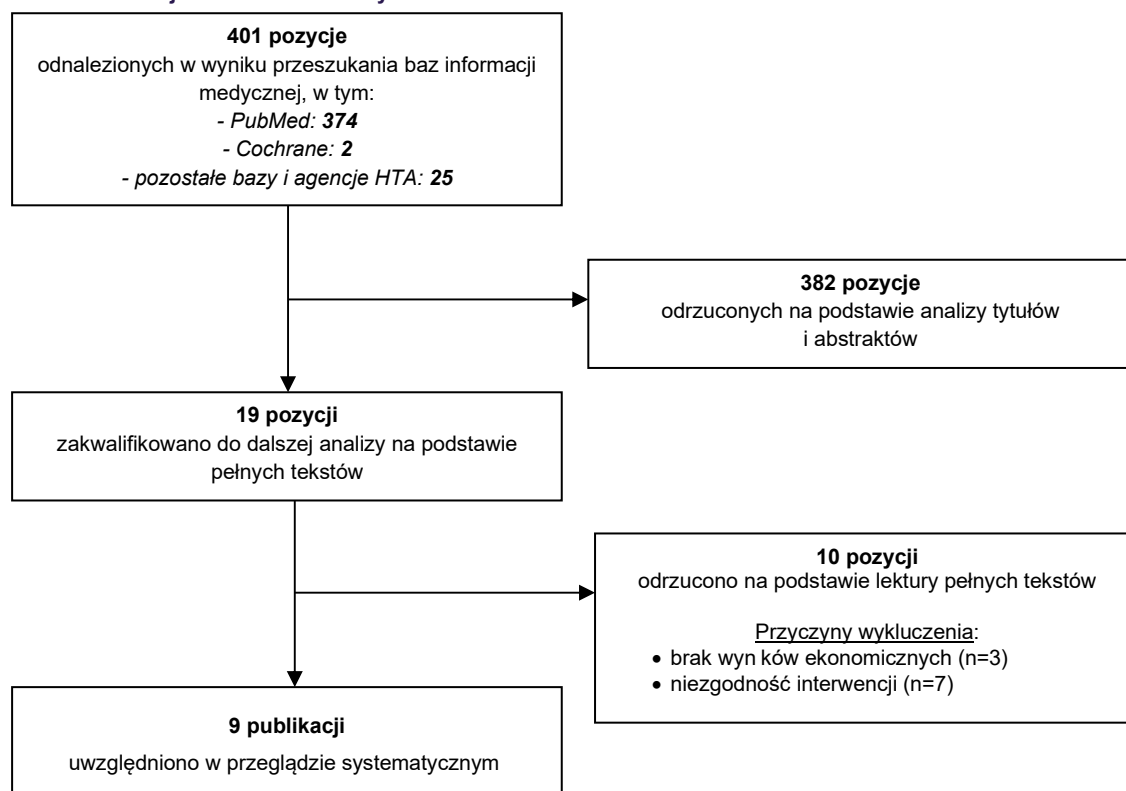 401 pozycje
odnalezionych w wyniku przeszukania baz informacji
medycznej, w tym:
- PubMed: 374
- Cochrane: 2
- pozostałe bazy i agencje HTA: 25
382 pozycje
odrzuconych na podstawie analizy tytułów
i abstraktów
19 pozycji
zakwalifikowano do dalszej analizy na podstawie
pełnych tekstów
10 pozycji
odrzucono na podstawie lektury pełnych tekstów
Przyczyny wykluczenia:
• brak wyn ków ekonomicznych (n=3)
• niezgodność interwencji (n=7)
9 publikacji
uwzględniono w przeglądzie systematycznym